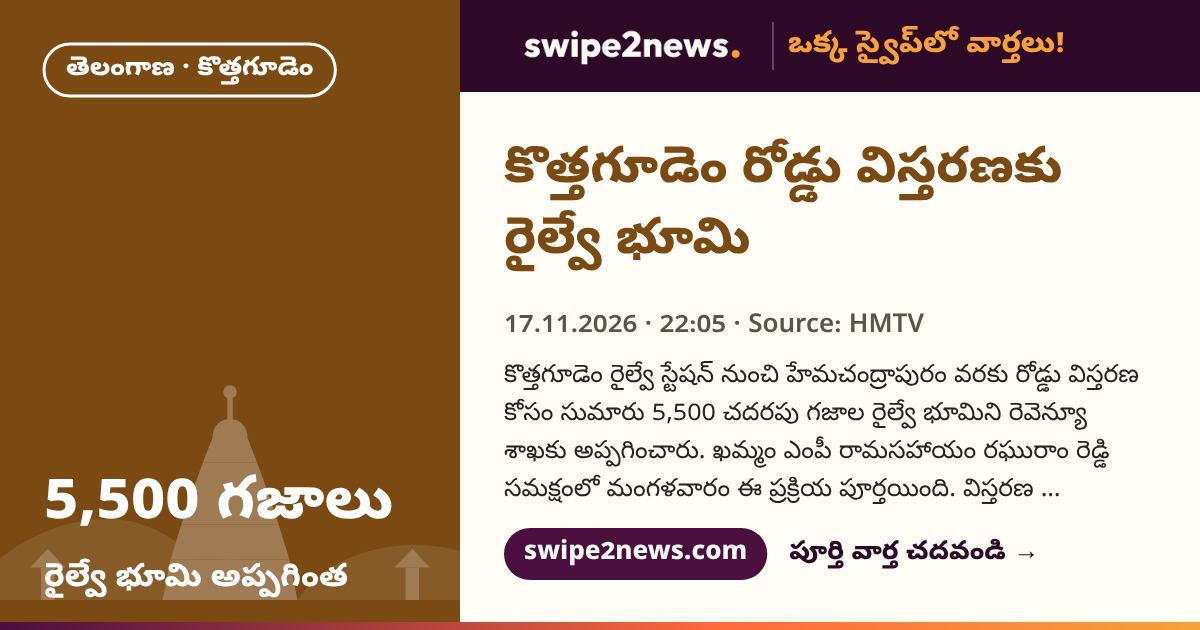 తెలంగాణ · కొత్తగూడెం
5,500 గజాలు
రైల్వే భూమి అప్పగింత
swipe2news.
ఒక్క స్వైప్‌లో వార్తలు!
కొత్తగూడెం రోడ్డు విస్తరణకు
రైల్వే భూమి
17.11.2026 · 22:05 · Source: HMTV
కొత్తగూడెం రైల్వే స్టేషన్ నుంచి హేమచంద్రాపురం వరకు రోడ్డు విస్తరణ
కోసం సుమారు 5,500 చదరపు గజాల రైల్వే భూమిని రెవెన్యూ
శాఖకు అప్పగించారు. ఖమ్మం ఎంపీ రామసహాయం రఘురాం రెడ్డి
సమక్షంలో మంగళవారం ఈ ప్రక్రియ పూర్తయింది. విస్తరణ ...
swipe2news.com
పూర్తి వార్త చదవండి →